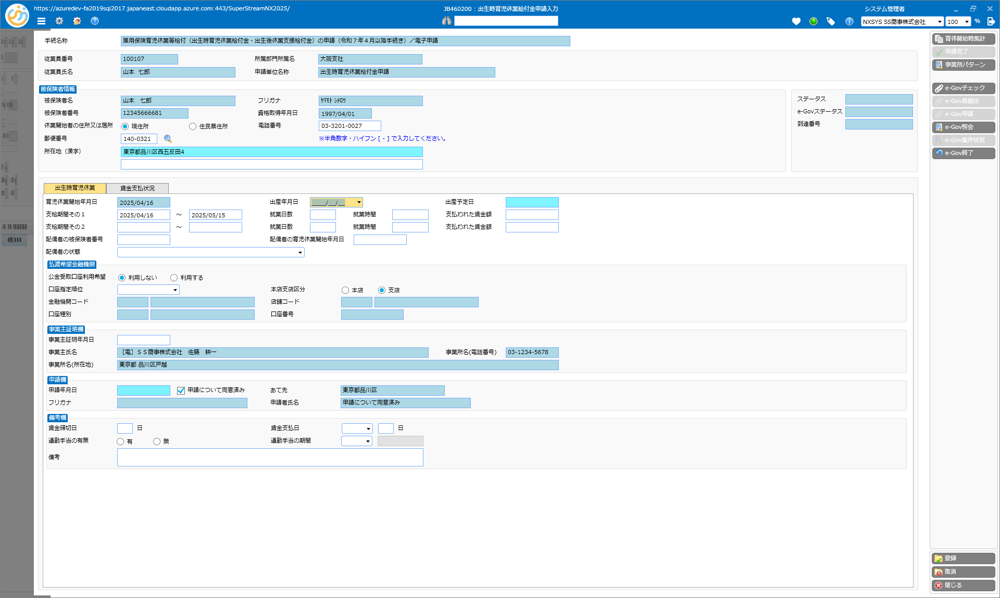 https://azuredev-fa2019sql2017.japaneast.cloudapp.azure.com:443/SuperStreamNX2025/
JB460200：出生時育児休業給付金申請入力
システム管理者
NXSYS SS商事株式会社
100 %
手続名称 雇用保険育児休業等給付（出生時育児休業給付金・出生後休業支援給付金）の申請（令和７年４月以降手続き）／電子申請
従業員番号 100107 所属部門所属名 大阪支社
従業員氏名 山本 七郎 申請単位名称 出生時育児休業給付金申請
被保険者情報
被保険者名 山本　七郎 フリガナ ﾔﾏﾓﾄ ｼﾁﾛｳ
被保険者番号 12345666681 資格取得年月日 1997/04/01
休業開始者の住所又は居所 現住所 住民票住所 電話番号 03-3201-0027
郵便番号 140-0321 ※半角数字・ハイフン [ - ] で入力してください。
所在地（漢字） 東京都品川区西五反田4
ステータス
e-Govステータス
到達番号
出生時育児休業 賃金支払状況
育児休業開始年月日 2025/04/16 出産年月日 ____/__/__ 出産予定日
支給期間その１ 2025/04/16 ～ 2025/05/15 就業日数 就業時間 支払われた賃金額
支給期間その２ ～ 就業日数 就業時間 支払われた賃金額
配偶者の被保険者番号 配偶者の育児休業開始年月日
配偶者の状態
払渡希望金融機関
公金受取口座利用希望 利用しない 利用する
口座指定順位 本店支店区分 本店 支店
金融機関コード 店舗コード
口座種別 口座番号
事業主証明欄
事業主証明年月日
事業主氏名 ［電］ＳＳ商事株式会社　佐藤　耕一 事業所名(電話番号) 03-1234-5678
事業所名(所在地) 東京都 品川区戸越
申請欄
申請年月日 申請について同意済み あて先 東京都品川区
フリガナ 申請者氏名 申請について同意済み
備考欄
賃金締切日 日 賃金支払日 日
通勤手当の有無 有 無 通勤手当の期間
備考
育休開始時集計
申請完了
事業所パターン
e-Govチェック
e-Gov再提出
e-Gov申請
e-Gov照会
e-Gov案件状況
e-Gov終了
登録
取消
閉じる